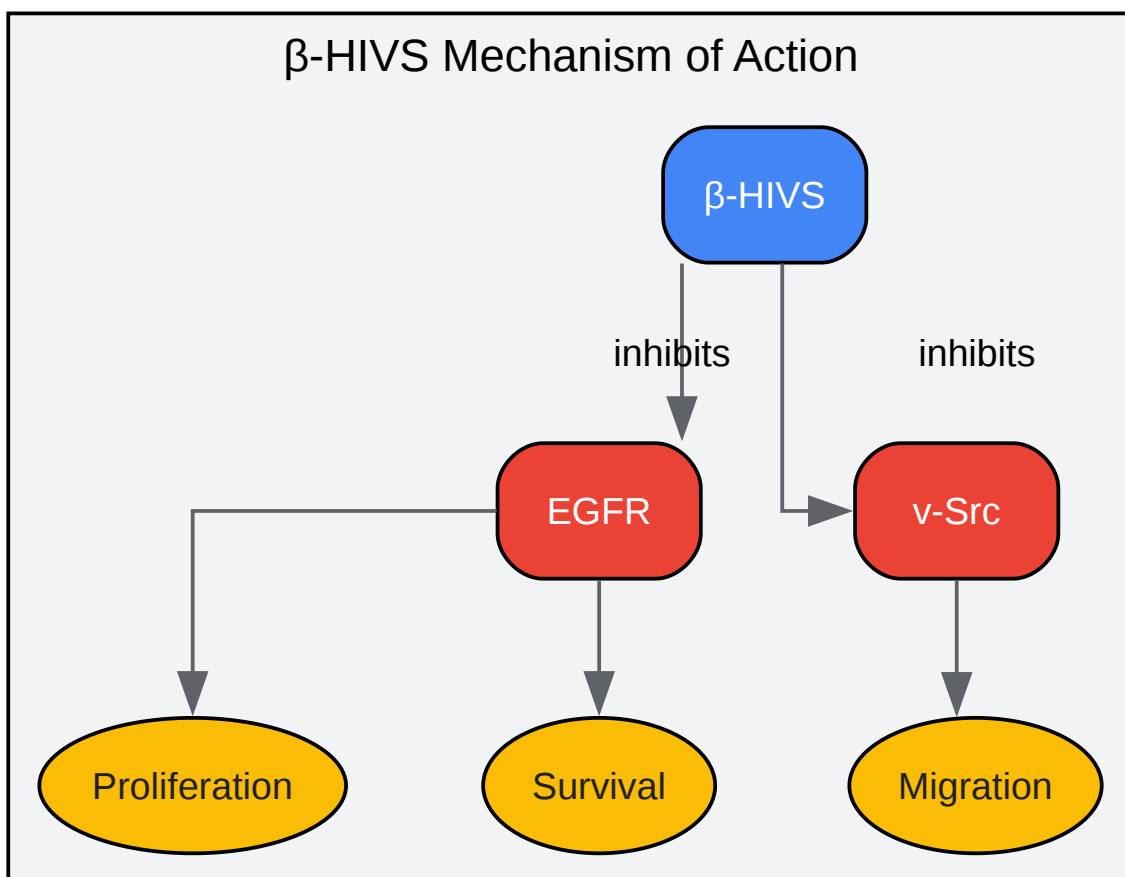 β-HIVS Mechanism of Action
β-HIVS
inhibits
inhibits
EGFR
v-Src
Proliferation
Survival
Migration